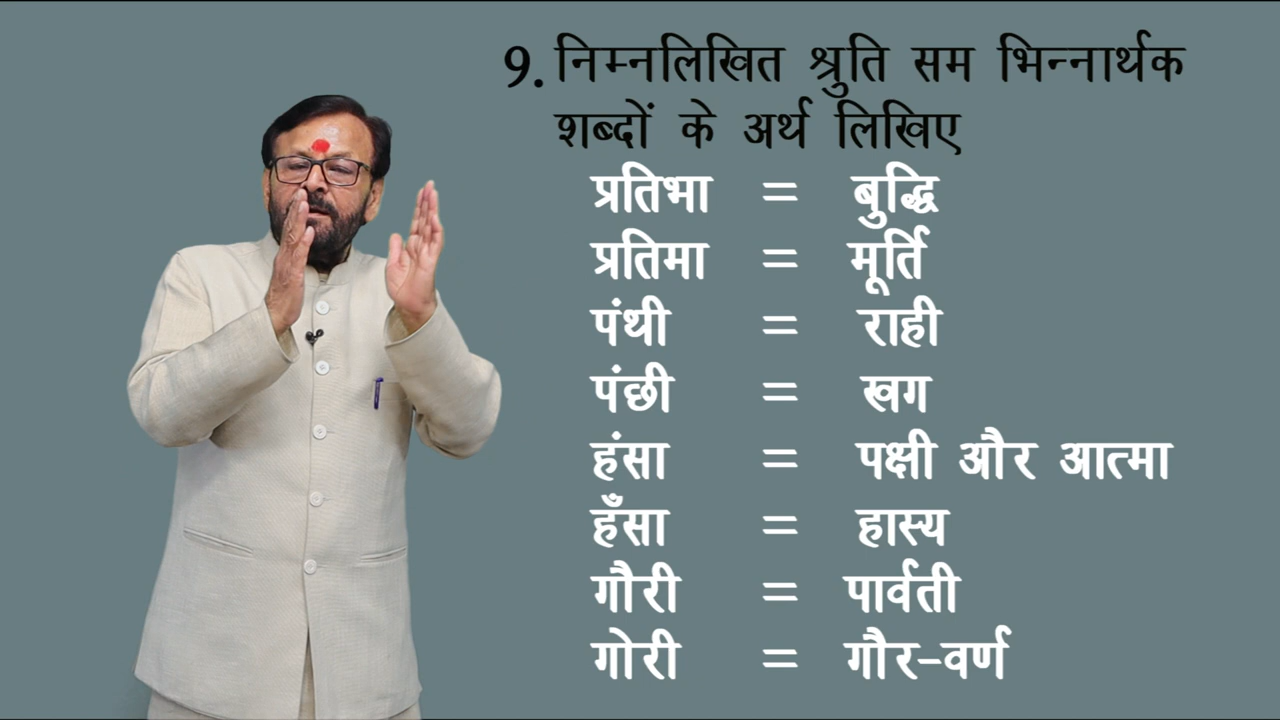 9. निम्नलिखित श्रुति सम भिन्नार्थक
शब्दों के अर्थ लिखिए
प्रतिभा = बुद्धि
प्रतिमा = मूर्ति
पंथी = राही
पंछी = खग
हंसा = पक्षी और आत्मा
हँसा = हास्य
गौरी = पार्वती
गोरी = गौर-वर्ण